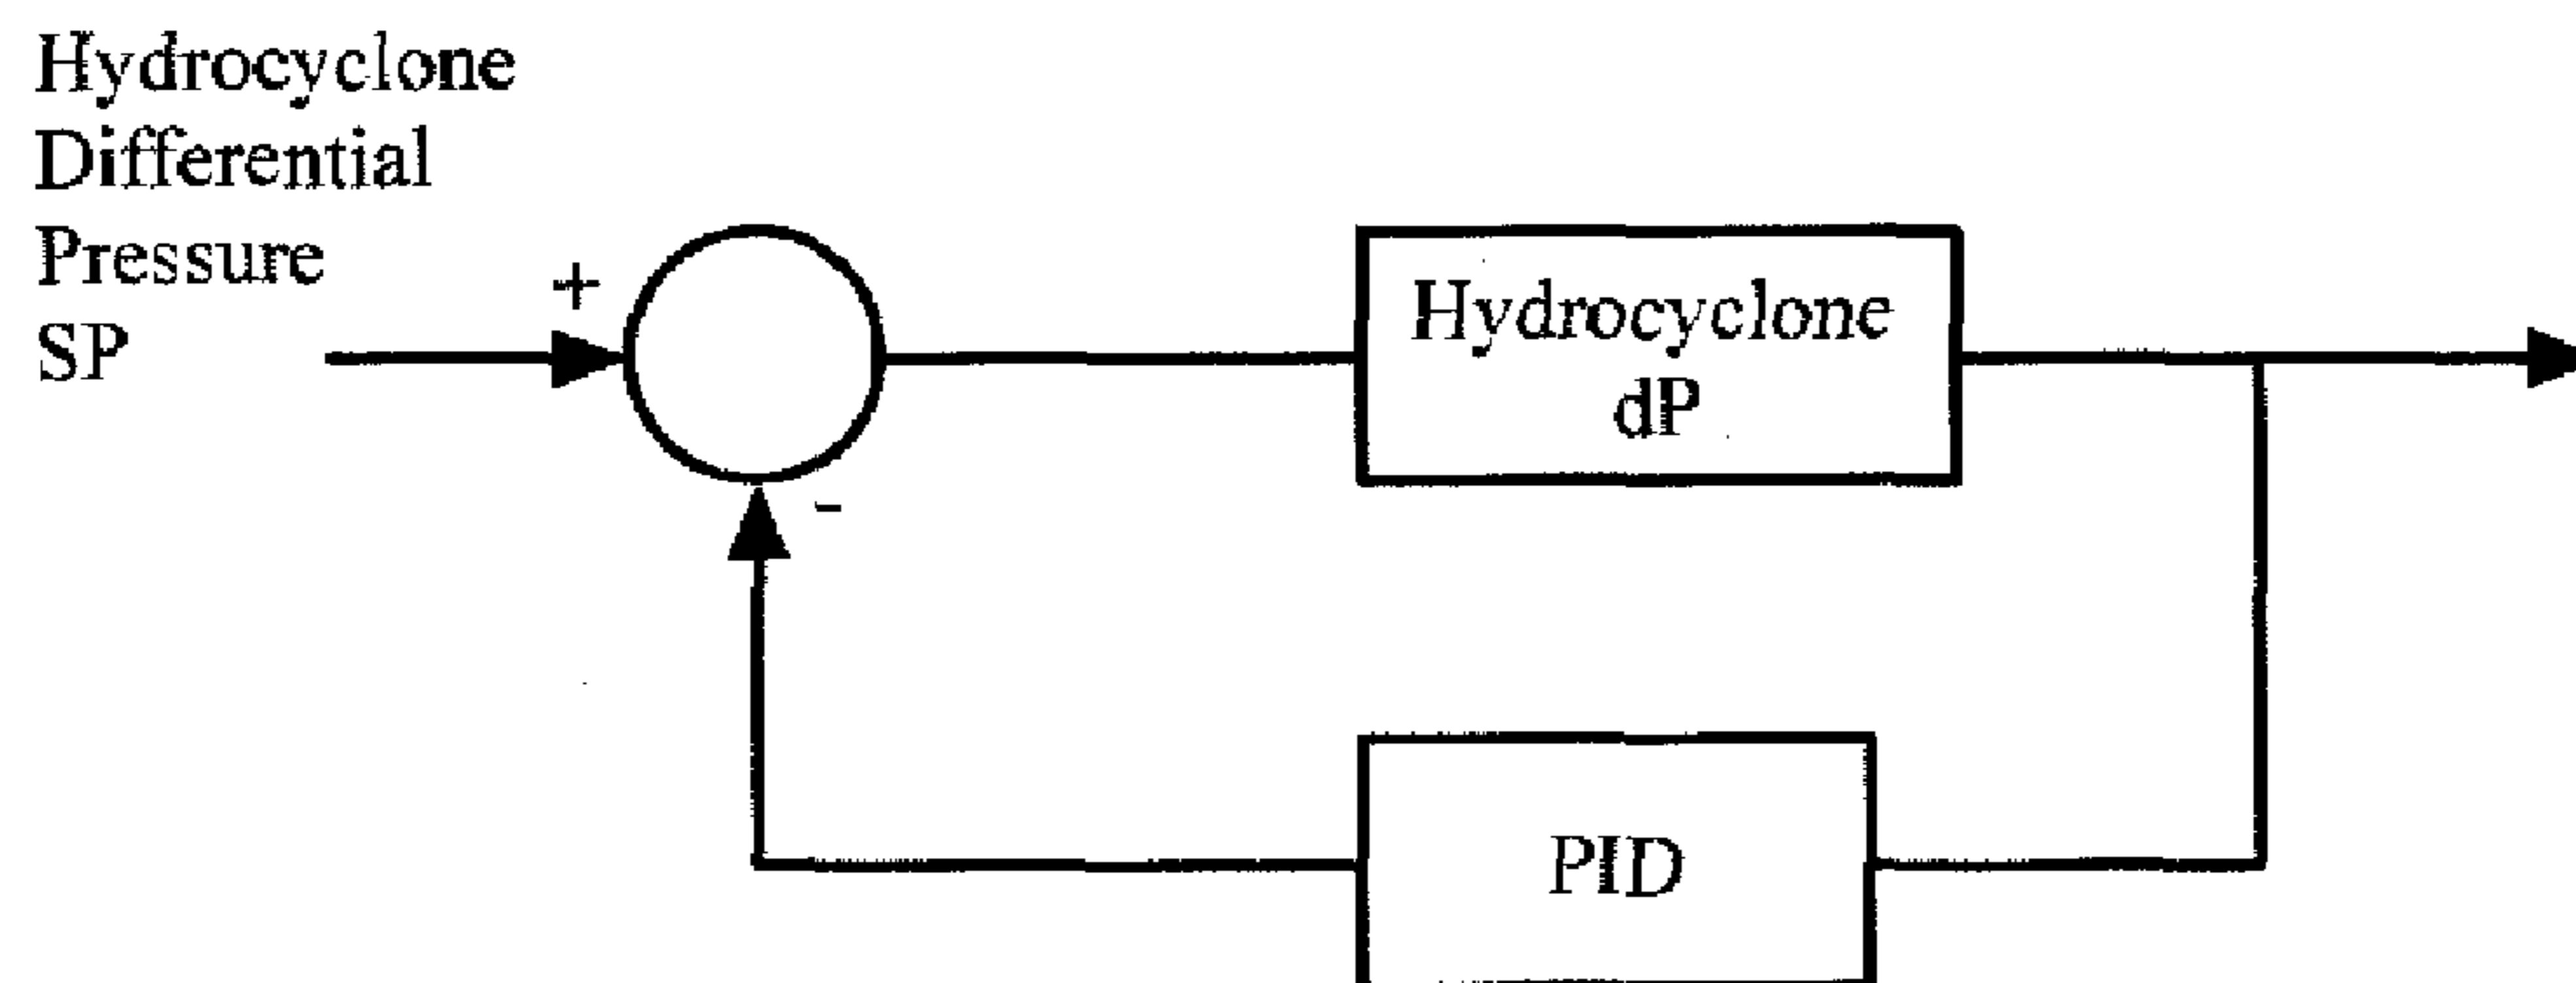 Hydrocyclone
Differential
Pressure
SP
+
-
Hydrocyclone
dP
PID